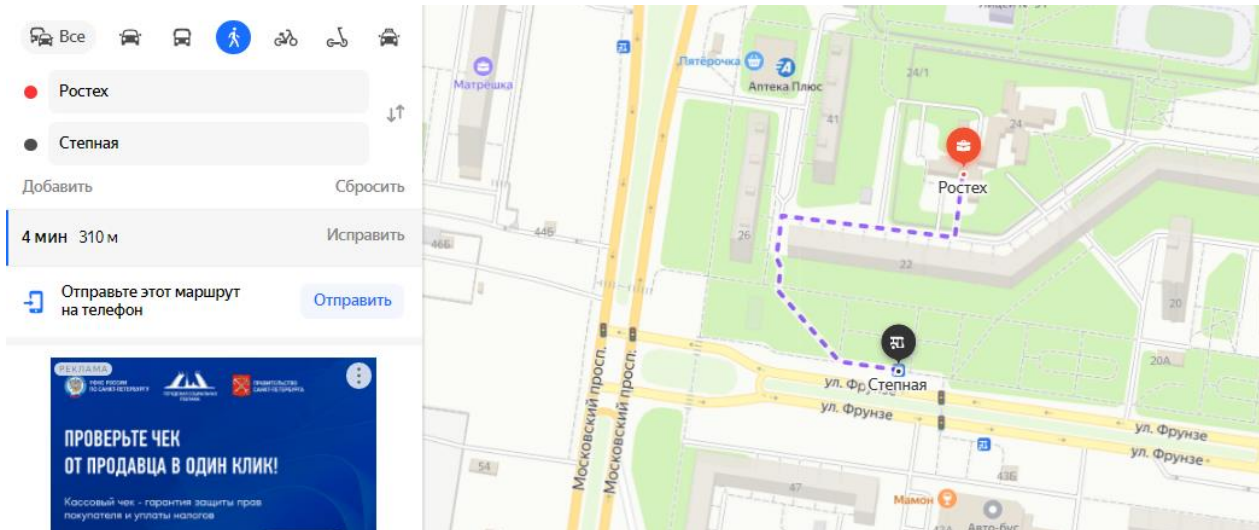 Все
Ростех
Степная
Добавить
Сбросить
4 мин 310 м
Исправить
Отправьте этот маршрут
на телефон
Отправить
РЕКЛАМА
ПРОВЕРЬТЕ ЧЕК
ОТ ПРОДАВЦА В ОДИН КЛИК!
Кассовый чек - гарантия защиты прав
покупателя и уплаты налогов
Матрёшка
Пятёрочка
Аптека Плюс
24/1
41
24
Ростех
46Б
44Б
26
22
20
20А
Степная
ул. Фрунзе
ул. Фрунзе
ул. Фрунзе
Московский просп.
Московский просп.
54
47
43Б
Мамон
43А
Авто-бус